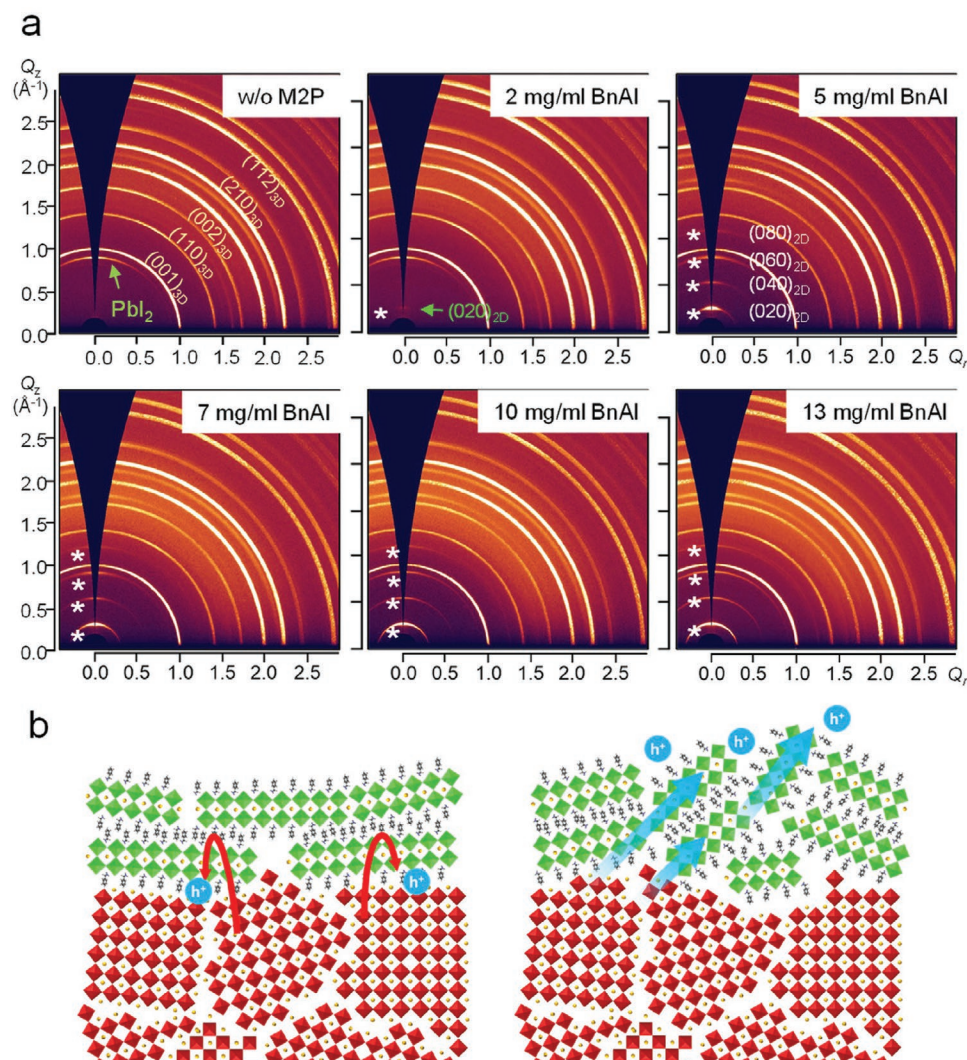 a
Qz
(Å-1)
w/o M2P
2 mg/ml BnAI
5 mg/ml BnAI
2.5
2.0
1.5
1.0
0.5
0.0
(112)3D
(210)3D
(002)3D
(110)3D
(001)3D
PbI2
* (020)2D
* (080)2D
* (060)2D
* (040)2D
* (020)2D
0.0 0.5 1.0 1.5 2.0 2.5
0.0 0.5 1.0 1.5 2.0 2.5
0.0 0.5 1.0 1.5 2.0 2.5 Qr
Qz
(Å-1)
7 mg/ml BnAI
10 mg/ml BnAI
13 mg/ml BnAI
2.5
2.0
1.5
1.0
0.5
0.0
* * *
* * *
* * *
* * *
0.0 0.5 1.0 1.5 2.0 2.5
0.0 0.5 1.0 1.5 2.0 2.5
0.0 0.5 1.0 1.5 2.0 2.5 Qr
b
h+ h+
h+ h+ h+